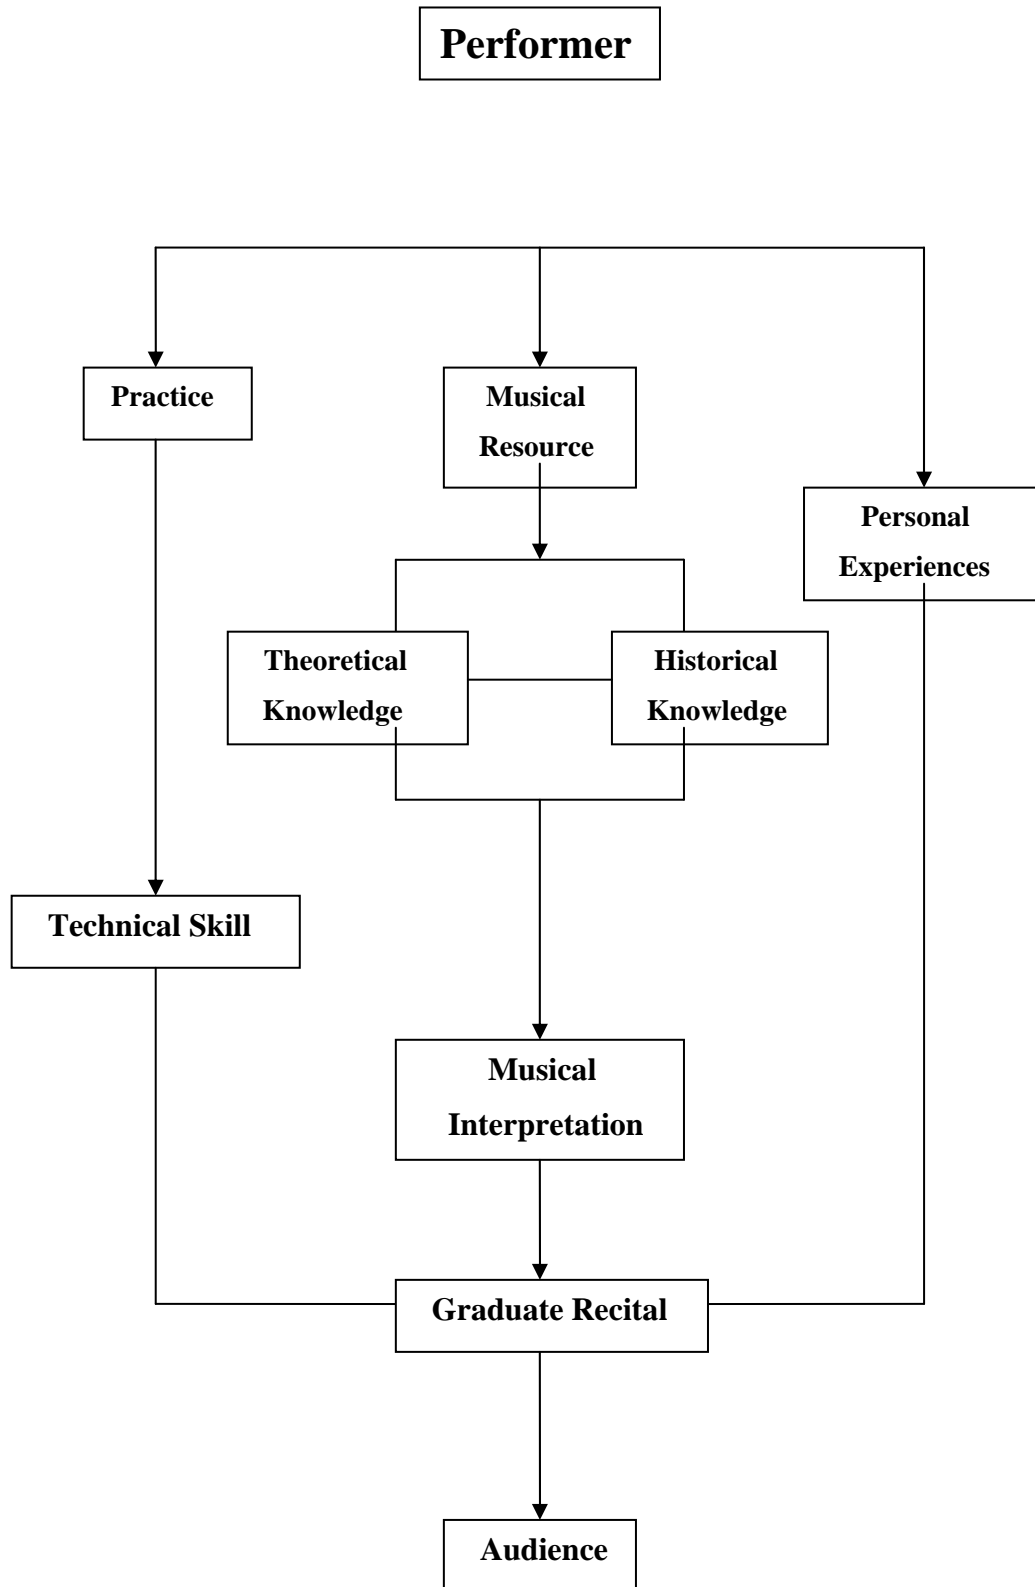 Performer
Practice
Musical
Resource
Personal
Experiences
Theoretical
Knowledge
Historical
Knowledge
Technical Skill
Musical
Interpretation
Graduate Recital
Audience